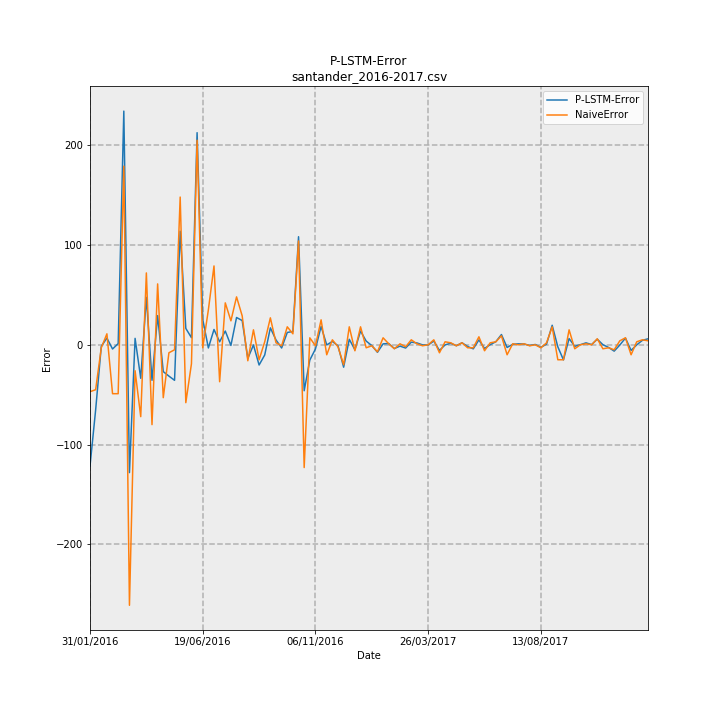 P-LSTM-Error
santander_2016-2017.csv
P-LSTM-Error
NaiveError
200
100
0
−100
−200
Error
31/01/2016
19/06/2016
06/11/2016
26/03/2017
13/08/2017
Date